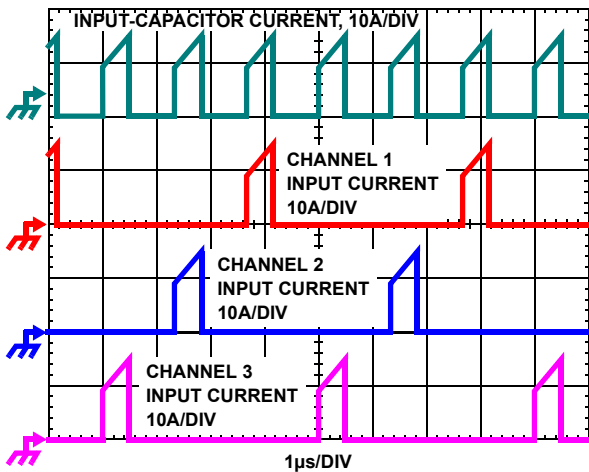 INPUT-CAPACITOR CURRENT, 10A/DIV
CHANNEL 1
INPUT CURRENT
10A/DIV
CHANNEL 2
INPUT CURRENT
10A/DIV
CHANNEL 3
INPUT CURRENT
10A/DIV
1µs/DIV